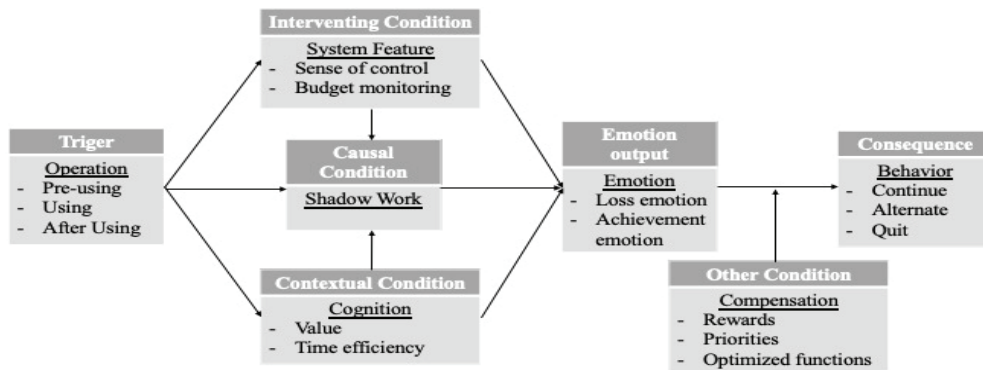 Interventing Condition
System Feature
- Sense of control
- Budget monitoring
Triger
Operation
- Pre-using
- Using
- After Using
Causal
Condition
Shadow Work
Contextual Condition
Cognition
- Value
- Time efficiency
Emotion
output
Emotion
- Loss emotion
- Achievement
emotion
Consequence
Behavior
- Continue
- Alternate
- Quit
Other Condition
Compensation
- Rewards
- Priorities
- Optimized functions